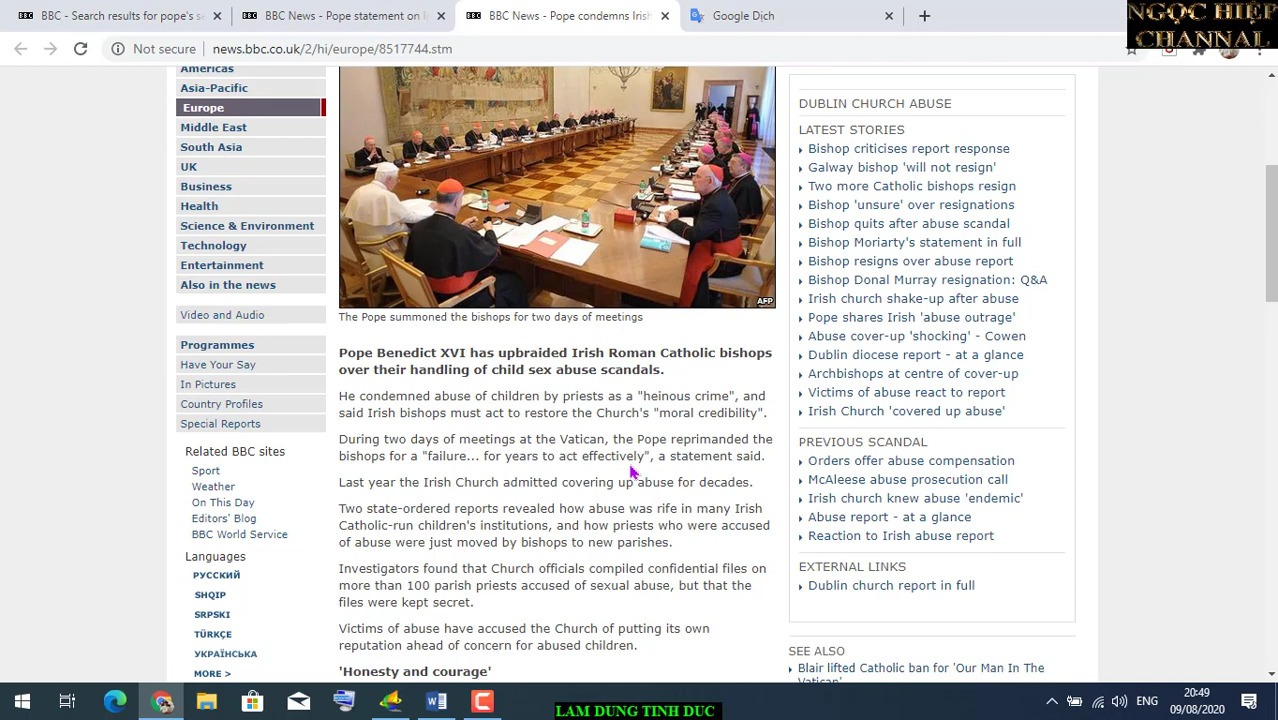 BBC - Search results for pope's se
BBC News - Pope statement on I
BBC News - Pope condemns Irish
Google Dịch
NGỌC HIỆP
CHANNAL
Not secure
news.bbc.co.uk/2/hi/europe/8517744.stm
Americas
Asia-Pacific
Europe
Middle East
South Asia
UK
Business
Health
Science & Environment
Technology
Entertainment
Also in the news
Video and Audio
Programmes
Have Your Say
In Pictures
Country Profiles
Special Reports
Related BBC sites
Sport
Weather
On This Day
Editors' Blog
BBC World Service
Languages
РУССКИЙ
SHQIP
SRPSKI
TÜRKÇE
УКРАЇНСЬКА
MORE >
AFP
The Pope summoned the bishops for two days of meetings
Pope Benedict XVI has upbraided Irish Roman Catholic bishops
over their handling of child sex abuse scandals.
He condemned abuse of children by priests as a "heinous crime", and
said Irish bishops must act to restore the Church's "moral credibility".
During two days of meetings at the Vatican, the Pope reprimanded the
bishops for a "failure... for years to act effectively", a statement said.
Last year the Irish Church admitted covering up abuse for decades.
Two state-ordered reports revealed how abuse was rife in many Irish
Catholic-run children's institutions, and how priests who were accused
of abuse were just moved by bishops to new parishes.
Investigators found that Church officials compiled confidential files on
more than 100 parish priests accused of sexual abuse, but that the
files were kept secret.
Victims of abuse have accused the Church of putting its own
reputation ahead of concern for abused children.
'Honesty and courage'
DUBLIN CHURCH ABUSE
LATEST STORIES
Bishop criticises report response
Galway bishop 'will not resign'
Two more Catholic bishops resign
Bishop 'unsure' over resignations
Bishop quits after abuse scandal
Bishop Moriarty's statement in full
Bishop resigns over abuse report
Bishop Donal Murray resignation: Q&A
Irish church shake-up after abuse
Pope shares Irish 'abuse outrage'
Abuse cover-up 'shocking' - Cowen
Dublin diocese report - at a glance
Archbishops at centre of cover-up
Victims of abuse react to report
Irish Church 'covered up abuse'
PREVIOUS SCANDAL
Orders offer abuse compensation
McAleese abuse prosecution call
Irish church knew abuse 'endemic'
Abuse report - at a glance
Reaction to Irish abuse report
EXTERNAL LINKS
Dublin church report in full
SEE ALSO
Blair lifted Catholic ban for 'Our Man In The
Vatican'
LAM DUNG TINH DUC
ENG
20:49
09/08/2020